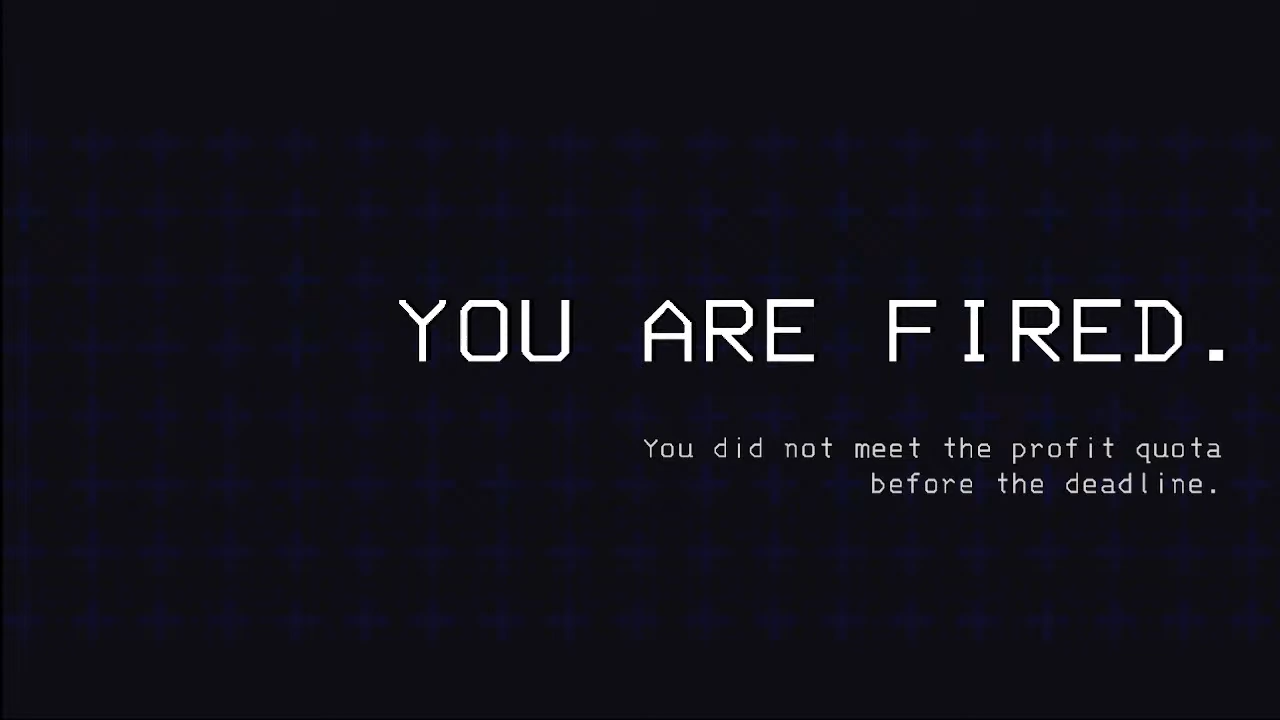 YOU ARE FIRED.
You did not meet the profit quota
before the deadline.